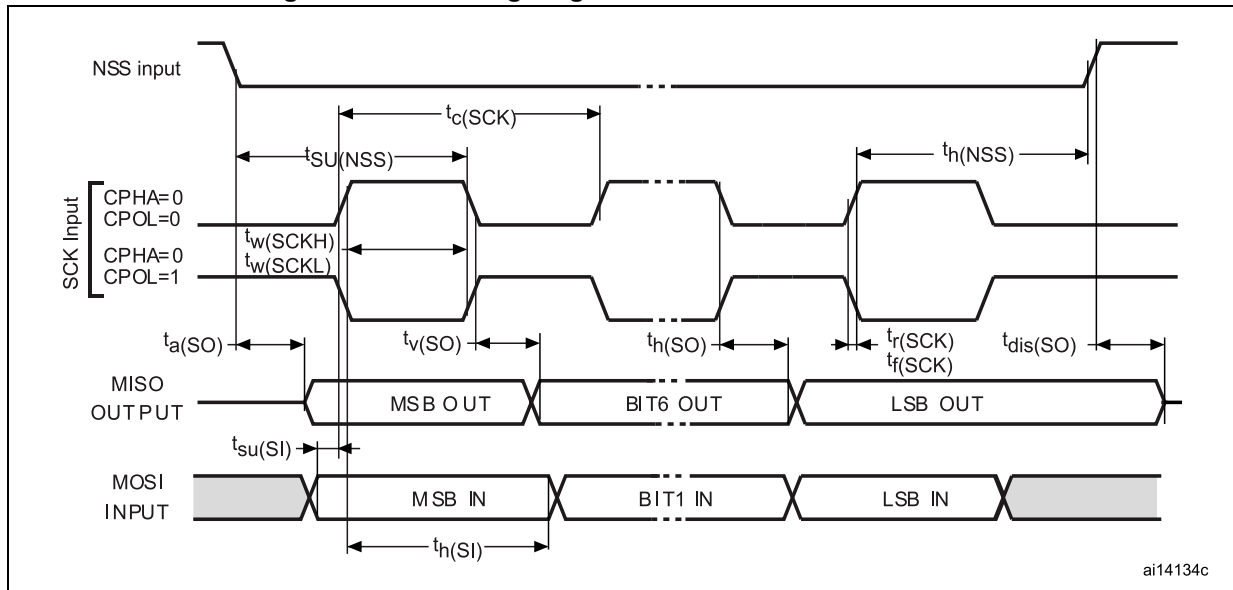 NSS input
tc(SCK)
tSU(NSS)
th(NSS)
SCK Input
CPHA=0
CPOL=0
CPHA=0
CPOL=1
tw(SCKH)
tw(SCKL)
ta(SO)
tv(SO)
th(SO)
tr(SCK)
tf(SCK)
tdis(SO)
MISO
OUTPUT
MSB OUT
BIT6 OUT
LSB OUT
tsu(SI)
MOSI
INPUT
MSB IN
BIT1 IN
LSB IN
th(SI)
ai14134c